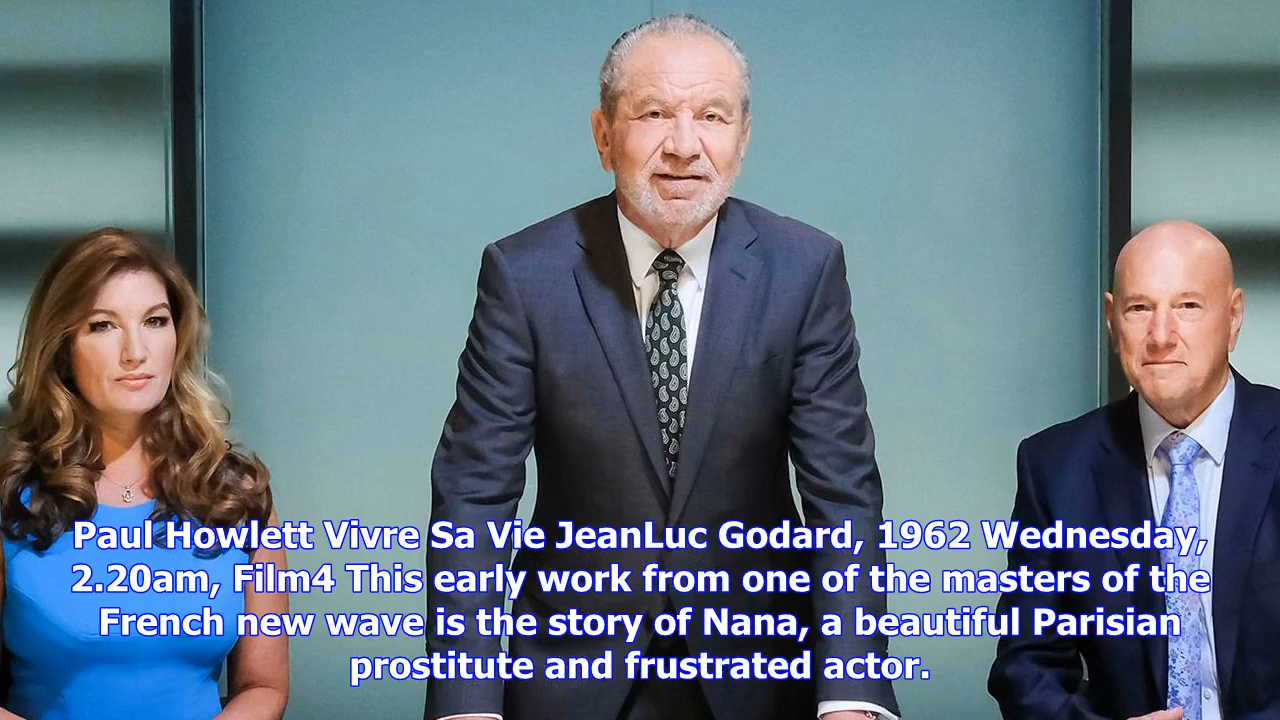 Paul Howlett Vivre Sa Vie JeanLuc Godard, 1962 Wednesday,
2.20am, Film4 This early work from one of the masters of the
French new wave is the story of Nana, a beautiful Parisian
prostitute and frustrated actor.